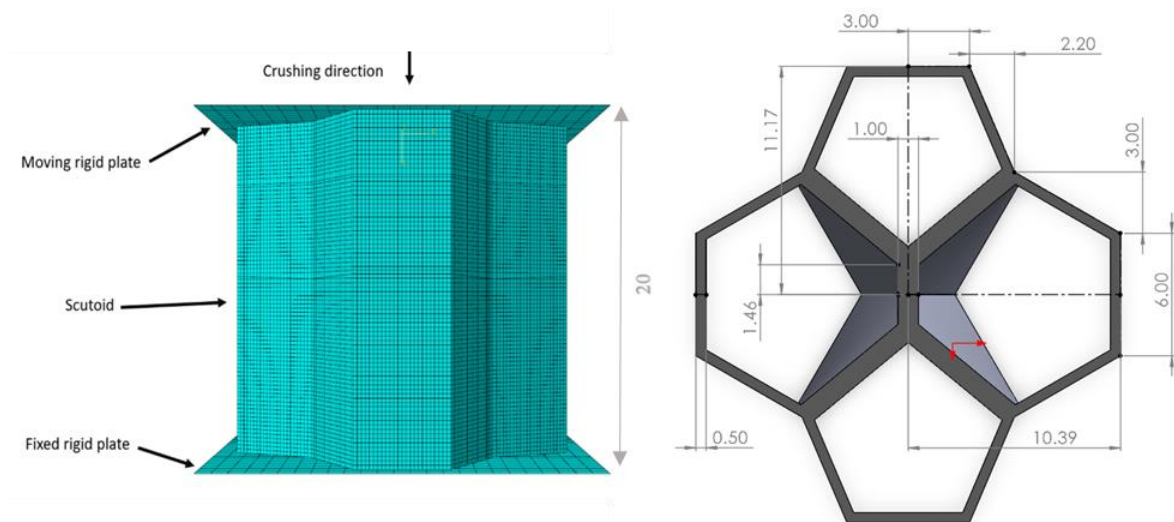 Crushing direction
Moving rigid plate
Scutoid
Fixed rigid plate
20
3.00
2.20
11.17
1.00
3.00
1.46
6.00
0.50
10.39